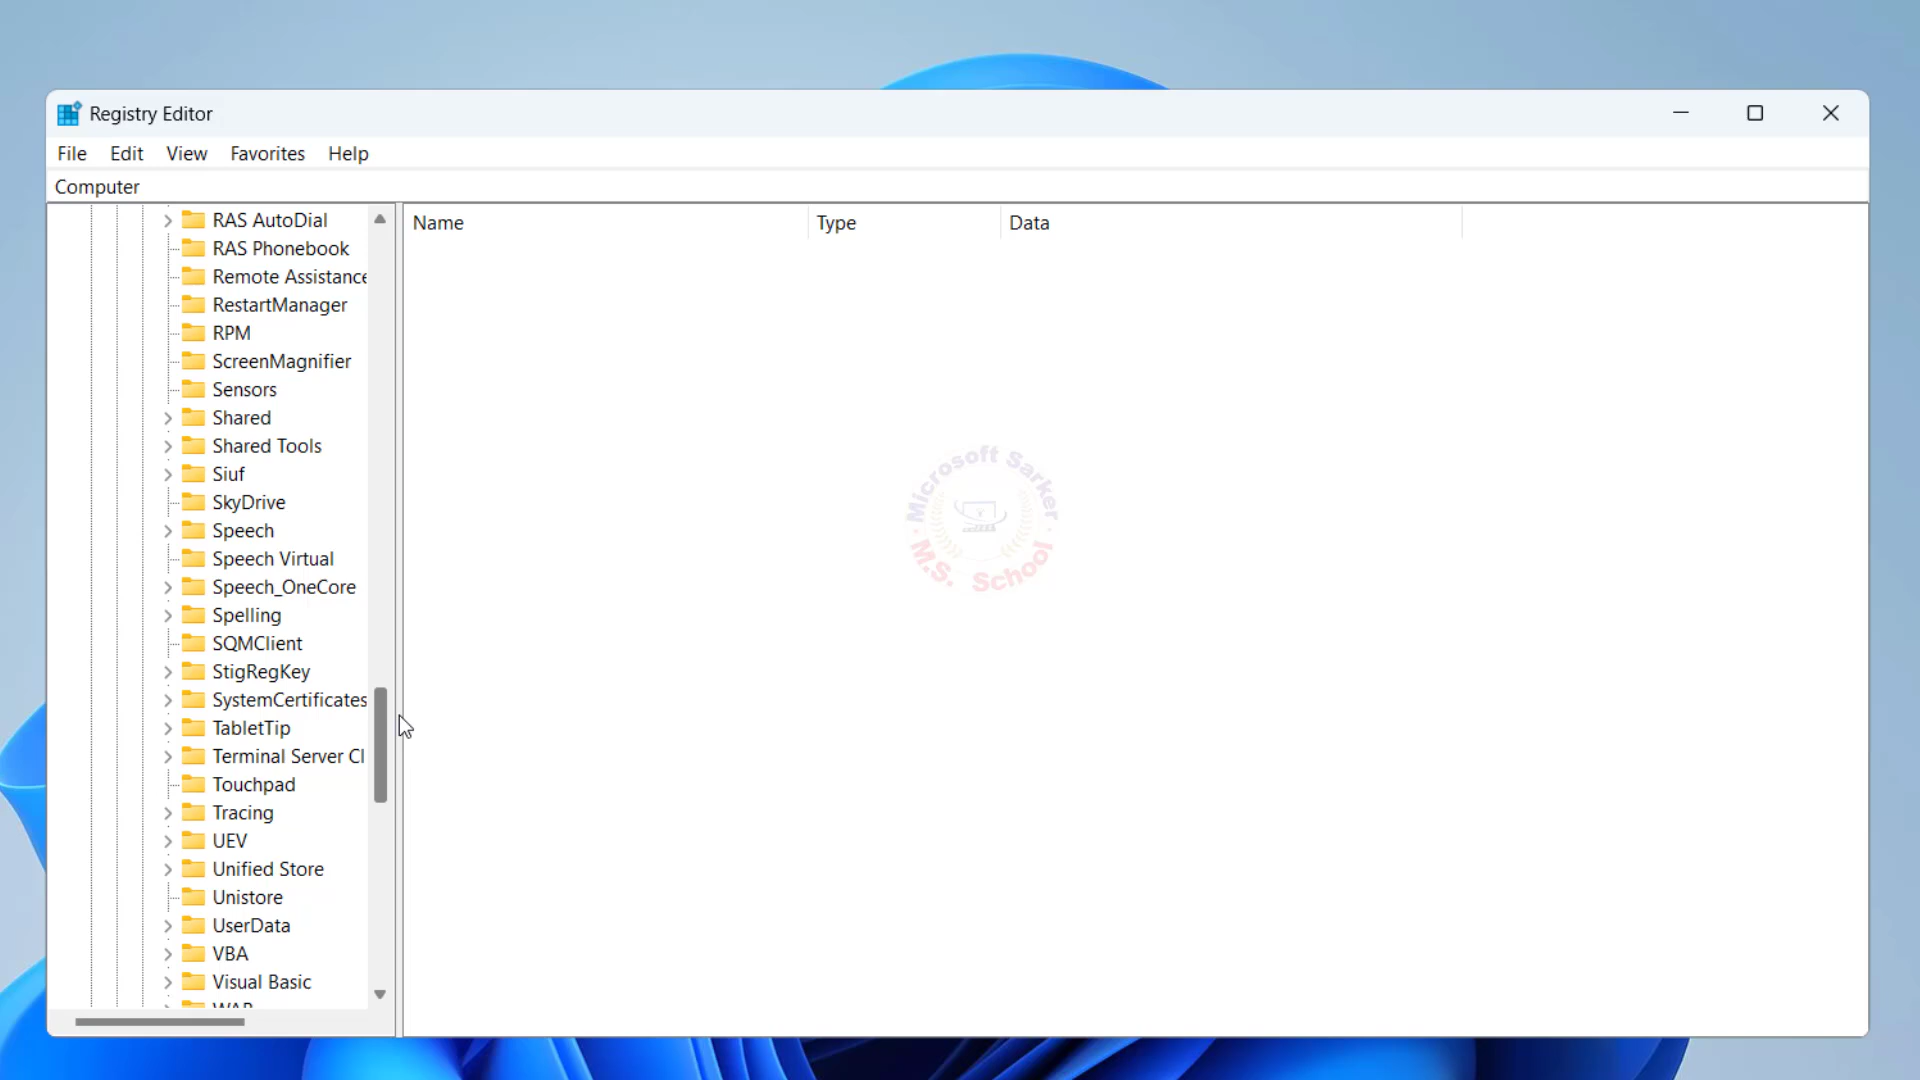 Registry Editor
File Edit View Favorites Help
Computer
Name Type Data
RAS AutoDial
RAS Phonebook
Remote Assistance
RestartManager
RPM
ScreenMagnifier
Sensors
Shared
Shared Tools
Siuf
SkyDrive
Speech
Speech Virtual
Speech_OneCore
Spelling
SQMClient
StigRegKey
SystemCertificates
TabletTip
Terminal Server Cl
Touchpad
Tracing
UEV
Unified Store
Unistore
UserData
VBA
Visual Basic
WAB
Microsoft Sarker
M.S. School